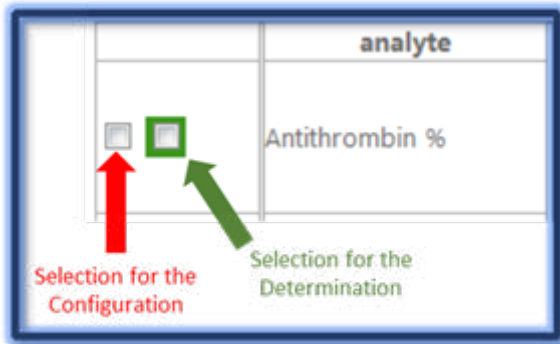 analyte
Antithrombin %
Selection for the
Configuration
Selection for the
Determination